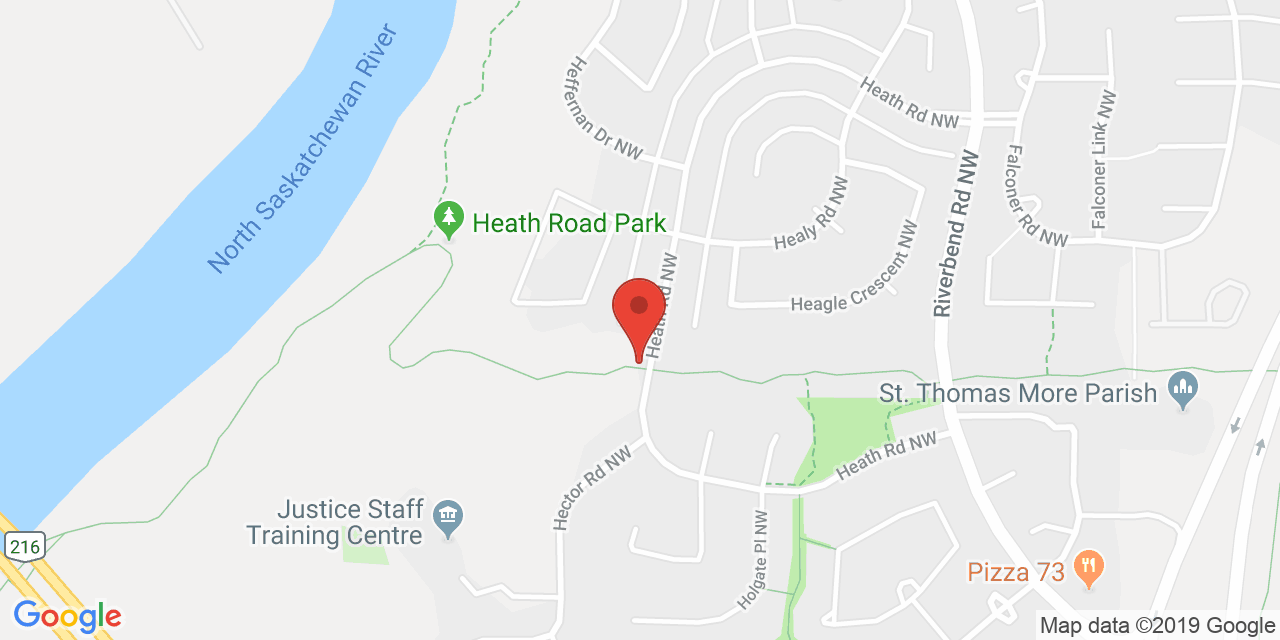 North Saskatchewan River
Heffernan Dr NW
Heath Rd NW
Falconer Link NW
Falconer Rd NW
Riverbend Rd NW
Heath Road Park
Healy Rd NW
Heagle Crescent NW
Heath Rd NW
St. Thomas More Parish
Heath Rd NW
Hector Rd NW
Justice Staff
Training Centre
Holgate Pl NW
216
Pizza 73
Google
Map data ©2019 Google